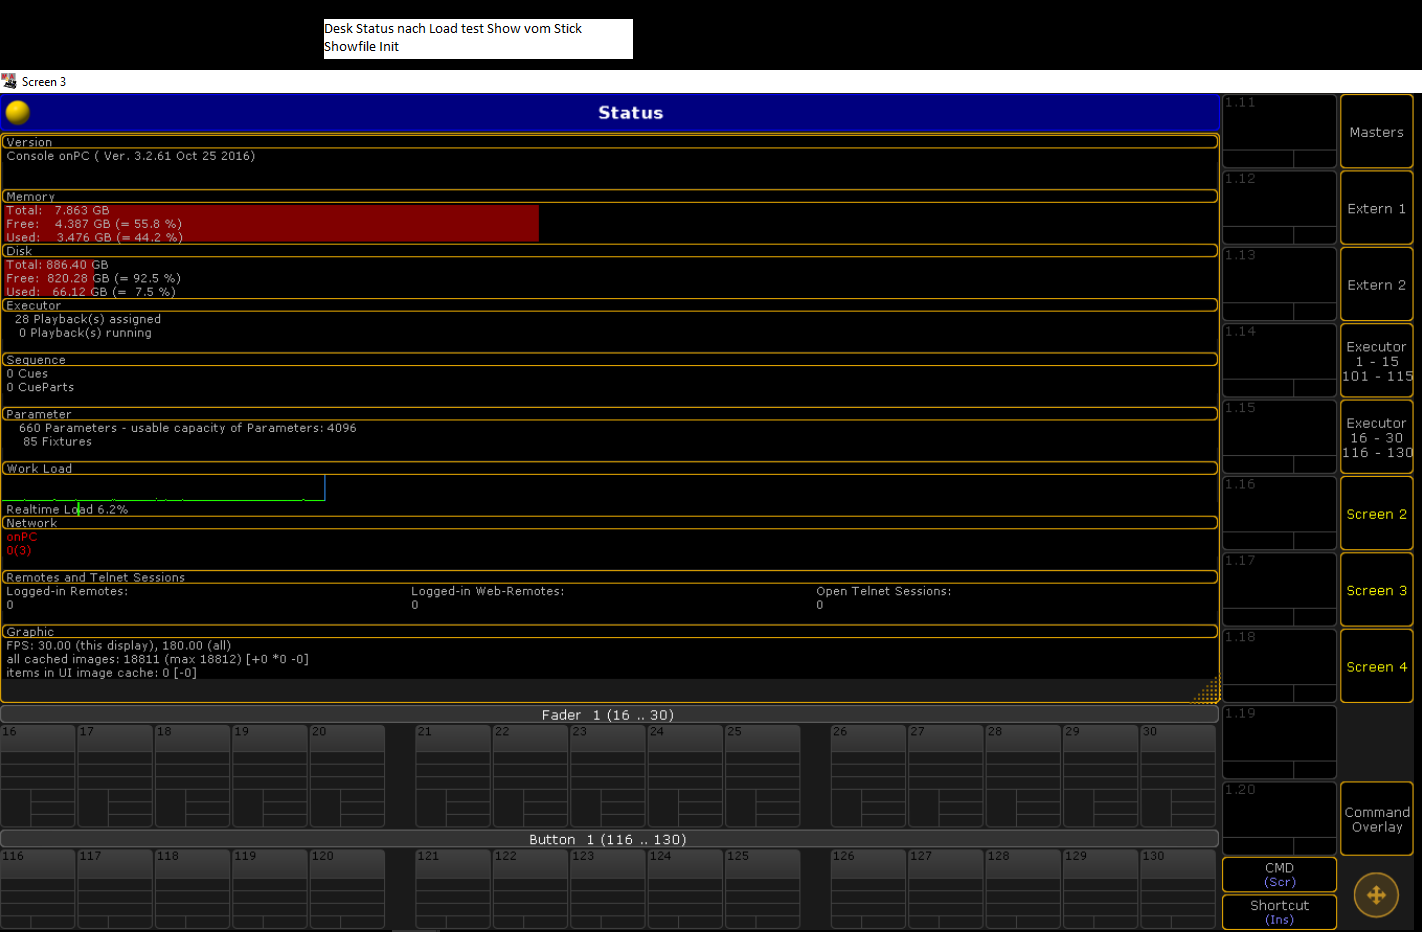 Desk Status nach Load test Show vom Stick
Showfile Init
Screen 3
Status
Version
Console onPC ( Ver. 3.2.61 Oct 25 2016)
Memory
Total: 7.863 GB
Free: 4.387 GB (= 55.8 %)
Used: 3.476 GB (= 44.2 %)
Disk
Total: 886.40 GB
Free: 820.28 GB (= 92.5 %)
Used: 66.12 GB (= 7.5 %)
Executor
28 Playback(s) assigned
0 Playback(s) running
Sequence
0 Cues
0 CueParts
Parameter
660 Parameters - usable capacity of Parameters: 4096
85 Fixtures
Work Load
Realtime Load 6.2%
Network
onPC
0(3)
Remotes and Telnet Sessions
Logged-in Remotes: Logged-in Web-Remotes: Open Telnet Sessions:
0 0 0
Graphic
FPS: 30.00 (this display), 180.00 (all)
all cached images: 18811 (max 18812) [+0 *0 -0]
items in UI image cache: 0 [-0]
Fader 1 (16 .. 30)
16 17 18 19 20 21 22 23 24 25 26 27 28 29 30
Button 1 (116 .. 130)
116 117 118 119 120 121 122 123 124 125 126 127 128 129 130
1.11
1.12
1.13
1.14
1.15
1.16
1.17
1.18
1.19
1.20
CMD
(Scr)
Shortcut
(Ins)
Masters
Extern 1
Extern 2
Executor
1 - 15
101 - 115
Executor
16 - 30
116 - 130
Screen 2
Screen 3
Screen 4
Command
Overlay